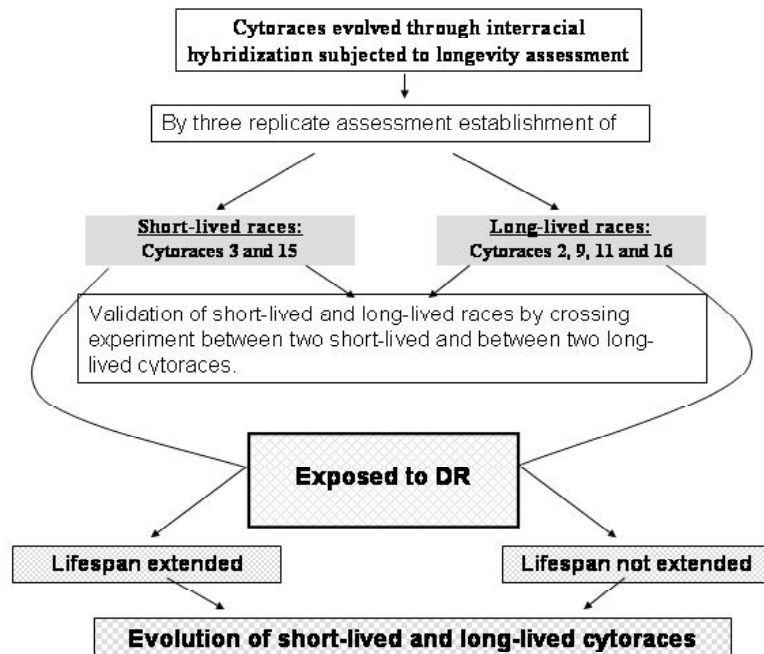 Cytoraces evolved through interracial
hybridization subjected to longevity assessment
By three replicate assessment establishment of
Short-lived races:
Cytoraces 3 and 15
Long-lived races:
Cytoraces 2, 9, 11 and 16
Validation of short-lived and long-lived races by crossing
experiment between two short-lived and between two long-
lived cytoraces.
Exposed to DR
Lifespan extended
Lifespan not extended
Evolution of short-lived and long-lived cytoraces